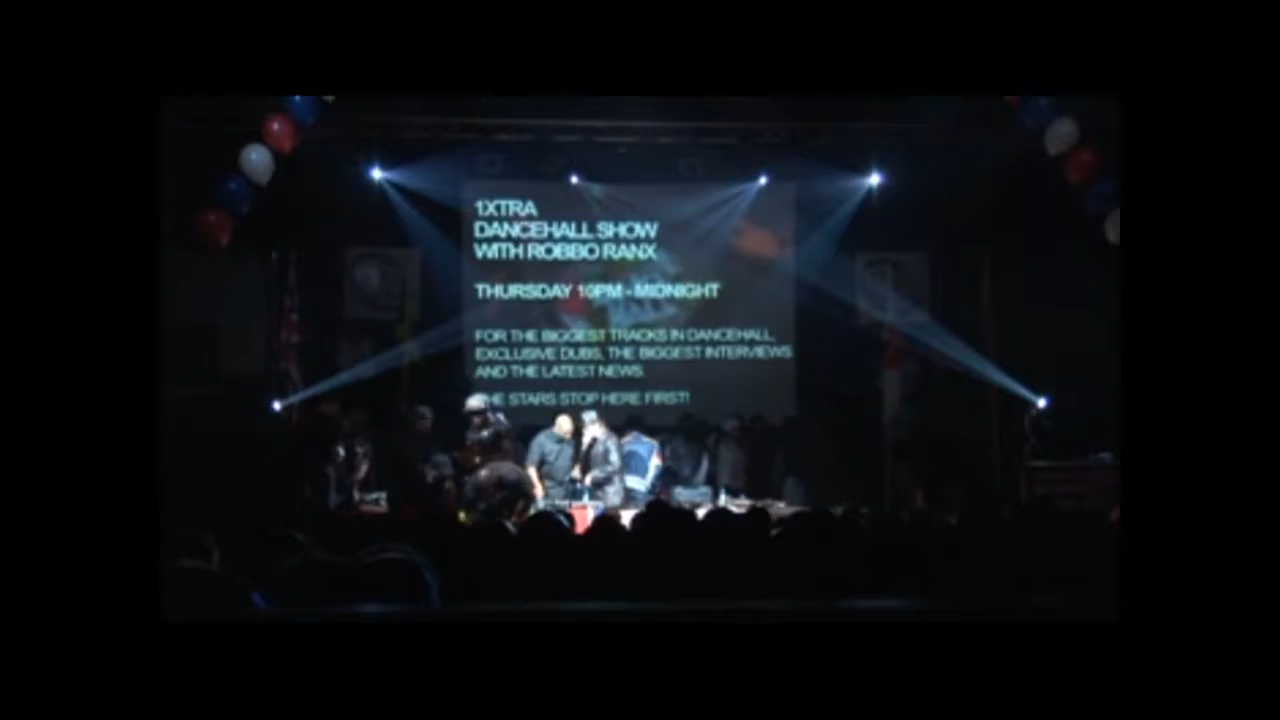 1XTRA
DANCEHALL SHOW
WITH ROBBO RANX
THURSDAY 10PM - MIDNIGHT
FOR THE BIGGEST TRACKS IN DANCEHALL,
EXCLUSIVE DUBS, THE BIGGEST INTERVIEWS
AND THE LATEST NEWS.
THE STARS STOP HERE FIRST!